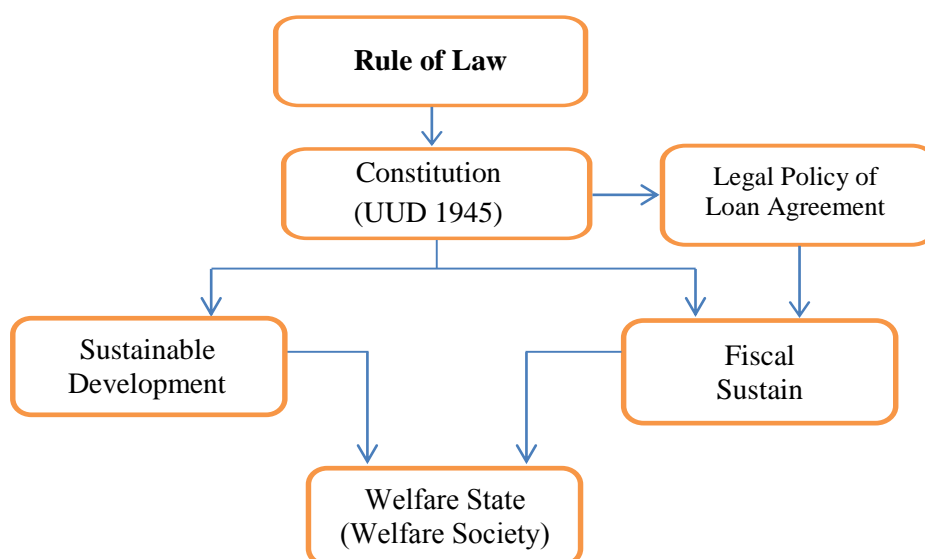 Rule of Law
Constitution
(UUD 1945)
Legal Policy of
Loan Agreement
Sustainable
Development
Fiscal
Sustain
Welfare State
(Welfare Society)